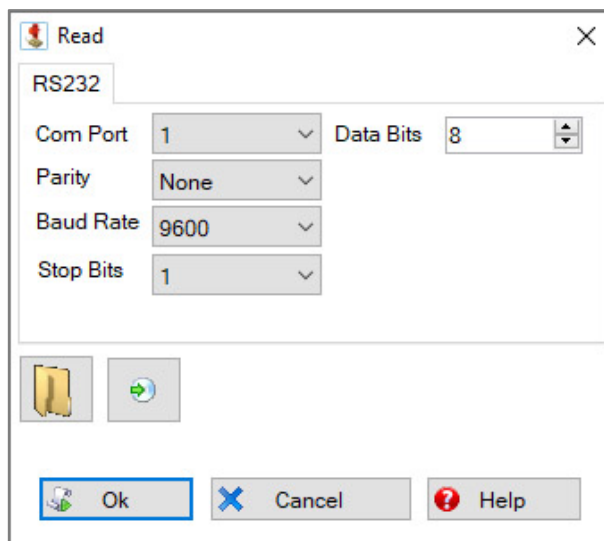 Read
RS232
Com Port 1 Data Bits 8
Parity None
Baud Rate 9600
Stop Bits 1
Ok Cancel Help